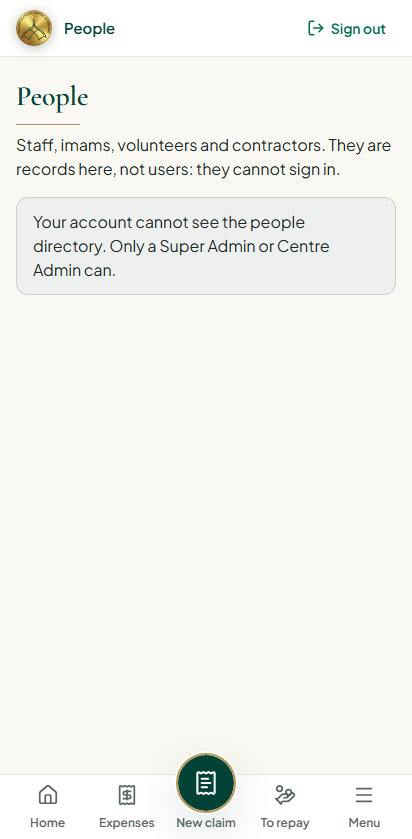 People
Sign out
People
Staff, imams, volunteers and contractors. They are
records here, not users: they cannot sign in.
Your account cannot see the people
directory. Only a Super Admin or Centre
Admin can.
Home
Expenses
New claim
To repay
Menu